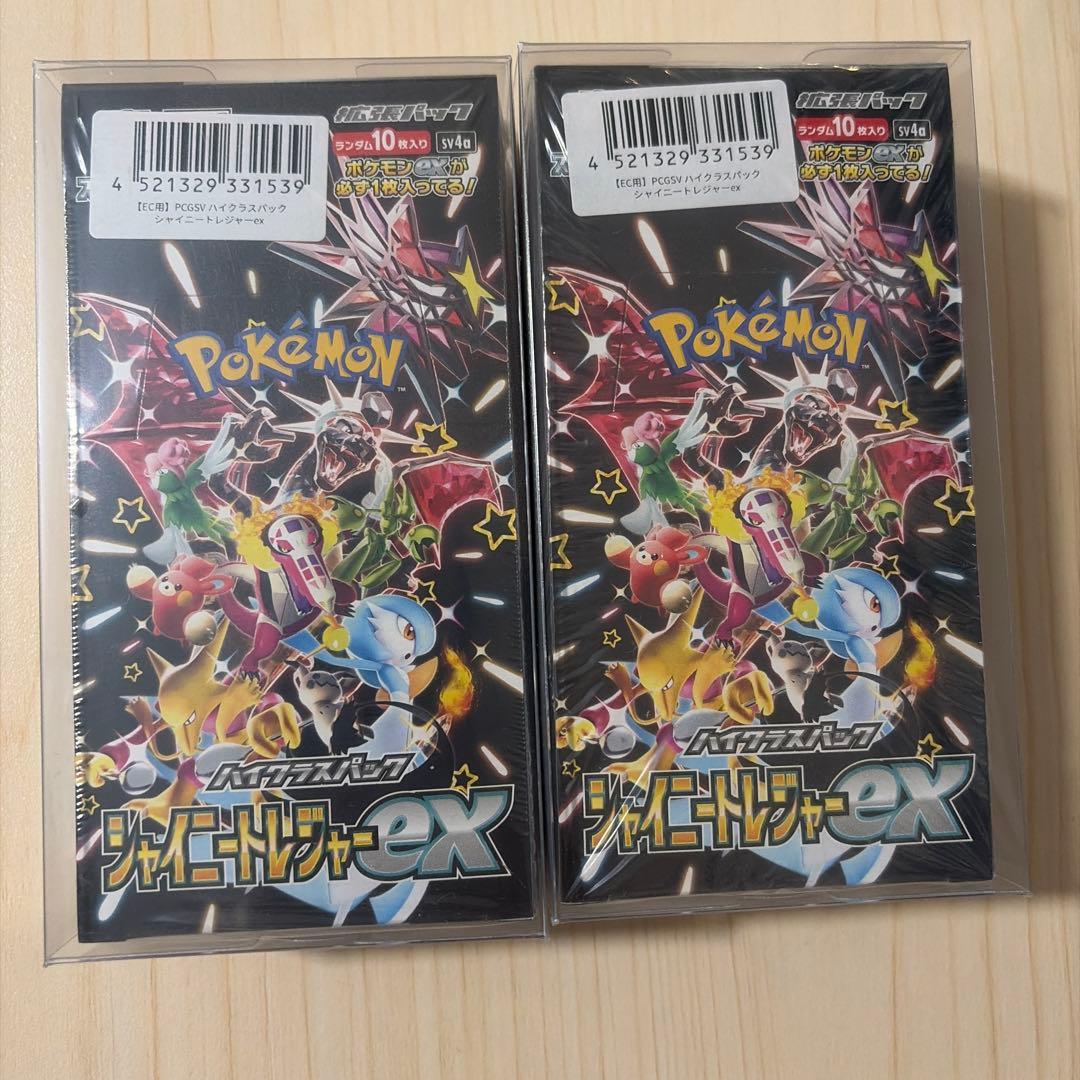 拡張パック
ランダム10枚入り
SV4a
ポケモンexが
必ず1枚入ってる!
4 521329 331539
【EC用】PCGSV ハイクラスパック
シャイニートレジャーex
POKéMON
TM
ハイクラスパック
シャイニートレジャーex
拡張パック
ランダム10枚入り
SV4a
ポケモンexが
必ず1枚入ってる!
4 521329 331539
【EC用】PCGSV ハイクラスパック
シャイニートレジャーex
POKéMON
TM
ハイクラスパック
シャイニートレジャーex